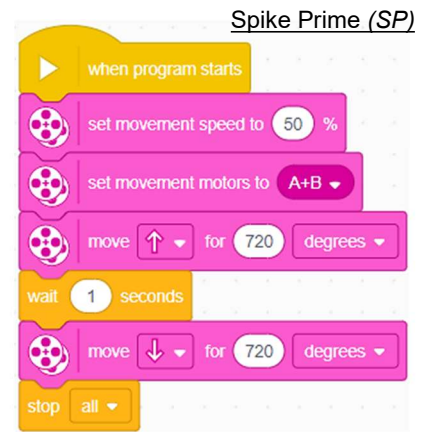 Spike Prime (SP)
when program starts
set movement speed to 50 %
set movement motors to A+B
move for 720 degrees
wait 1 seconds
move for 720 degrees
stop all